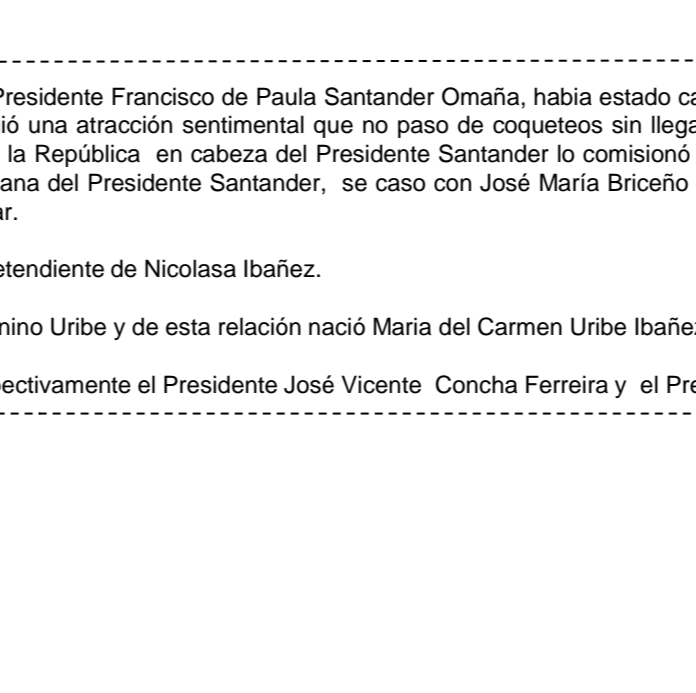 Presidente Francisco de Paula Santander Omaña, habia estado ca
ió una atracción sentimental que no paso de coqueteos sin llega
la República en cabeza del Presidente Santander lo comisionó
ana del Presidente Santander, se caso con José María Briceño
ar.
etendiente de Nicolasa Ibañez.
nino Uribe y de esta relación nació Maria del Carmen Uribe Ibañez
pectivamente el Presidente José Vicente Concha Ferreira y el Pre